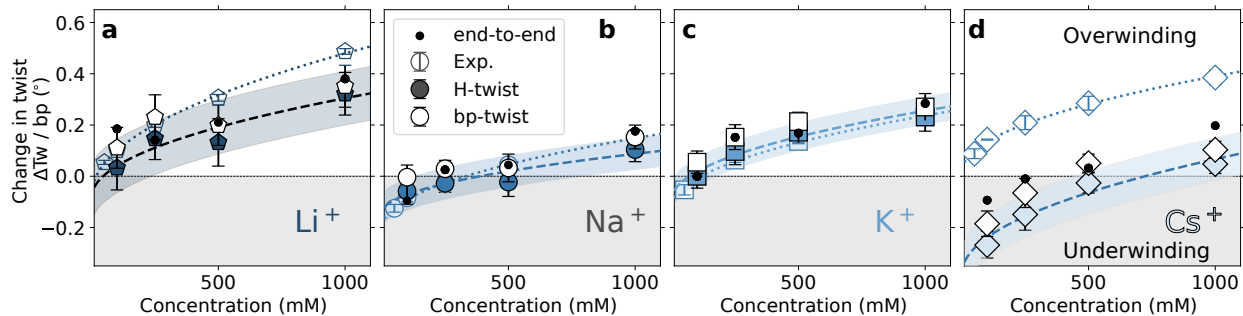 Change in twist
ΔTw / bp (°)
0.6
0.4
0.2
0.0
−0.2
a
Li+
500
1000
Concentration (mM)
b
end-to-end
Exp.
H-twist
bp-twist
Na+
500
1000
Concentration (mM)
c
K+
500
1000
Concentration (mM)
d
Overwinding
Cs+
Underwinding
500
1000
Concentration (mM)